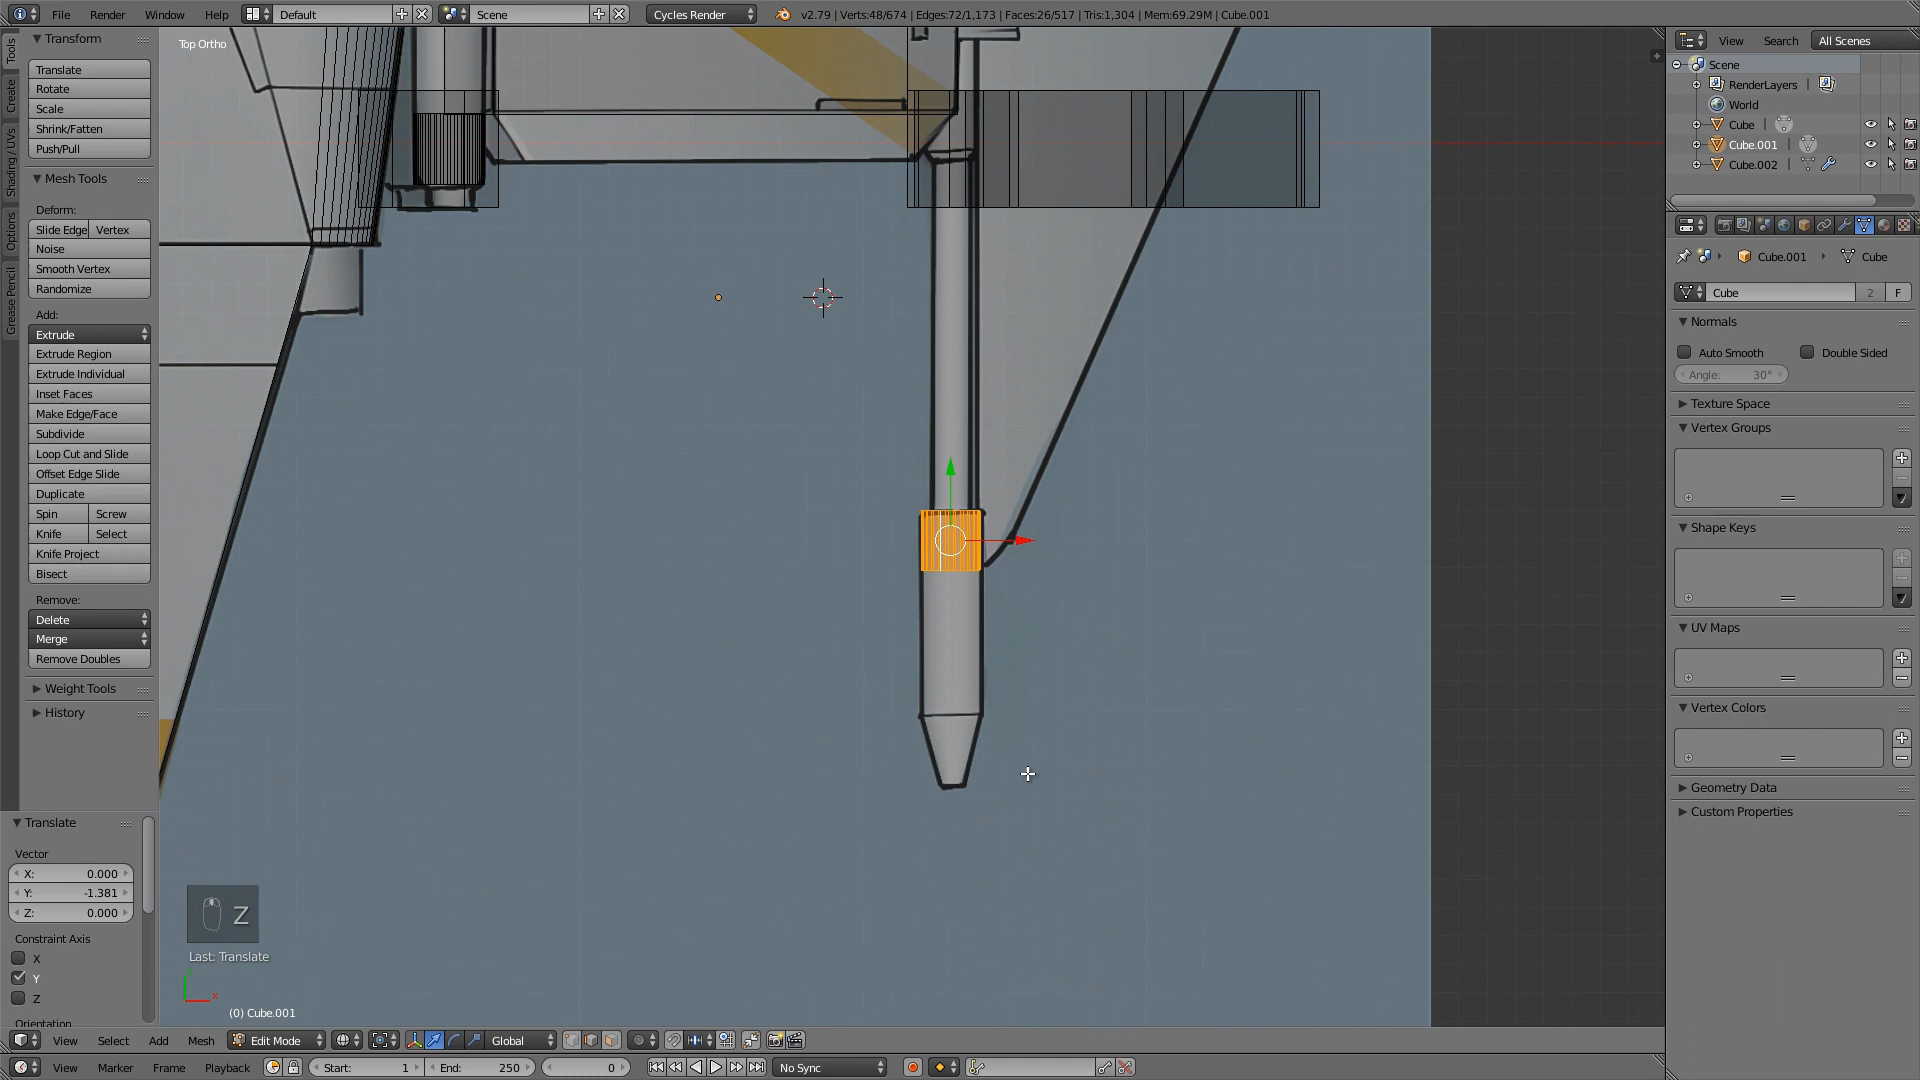 File Render Window Help Default Scene Cycles Render v2.79 | Verts:48/674 | Edges:72/1,173 | Faces:26/517 | Tris:1,304 | Mem:69.29M | Cube.001
Tools
Create
Shading / UVs
Options
Grease Pencil
Transform
Translate
Rotate
Scale
Shrink/Fatten
Push/Pull
Mesh Tools
Deform:
Slide Edge Vertex
Noise
Smooth Vertex
Randomize
Add:
Extrude
Extrude Region
Extrude Individual
Inset Faces
Make Edge/Face
Subdivide
Loop Cut and Slide
Offset Edge Slide
Duplicate
Spin Screw
Knife Select
Knife Project
Bisect
Remove:
Delete
Merge
Remove Doubles
Weight Tools
History
Translate
Vector
X: 0.000
Y: -1.381
Z: 0.000
Constraint Axis
X
Y
Z
Orientation
Top Ortho
Z
Last: Translate
x
(0) Cube.001
View Select Add Mesh Edit Mode Global
View Marker Frame Playback Start: 1 End: 250 0 No Sync
View Search All Scenes
Scene
RenderLayers
World
Cube
Cube.001
Cube.002
Cube.001 Cube
Cube 2 F
Normals
Auto Smooth Double Sided
Angle: 30°
Texture Space
Vertex Groups
Shape Keys
UV Maps
Vertex Colors
Geometry Data
Custom Properties